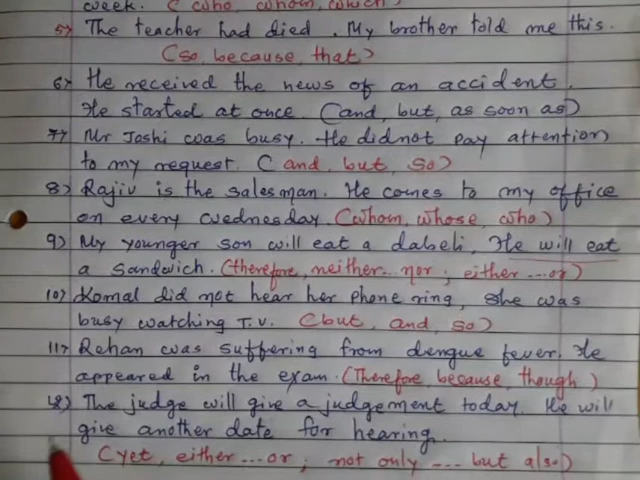 week. (who, whom, which)
5) The teacher had died. My brother told me this.
(so, because, that)
6) He received the news of an accident.
He started at once. (and, but, as soon as)
7) Mr Joshi was busy. He did not pay attention
to my request. (and, but, so)
8) Rajiv is the salesman. He comes to my office
on every wednesday. (whom, whose, who)
9) My younger son will eat a dabeli, He will eat
a sandwich. (therefore, neither...nor ; either ... or)
10) Komal did not hear her phone ring, She was
busy watching T.V. (but, and, so)
11) Rehan was suffering from dengue fever. He
appeared in the exam. (Therefore, because, though)
The judge will give a judgement today. He will
give another date for hearing.
(yet, either ... or ; not only ... but also)